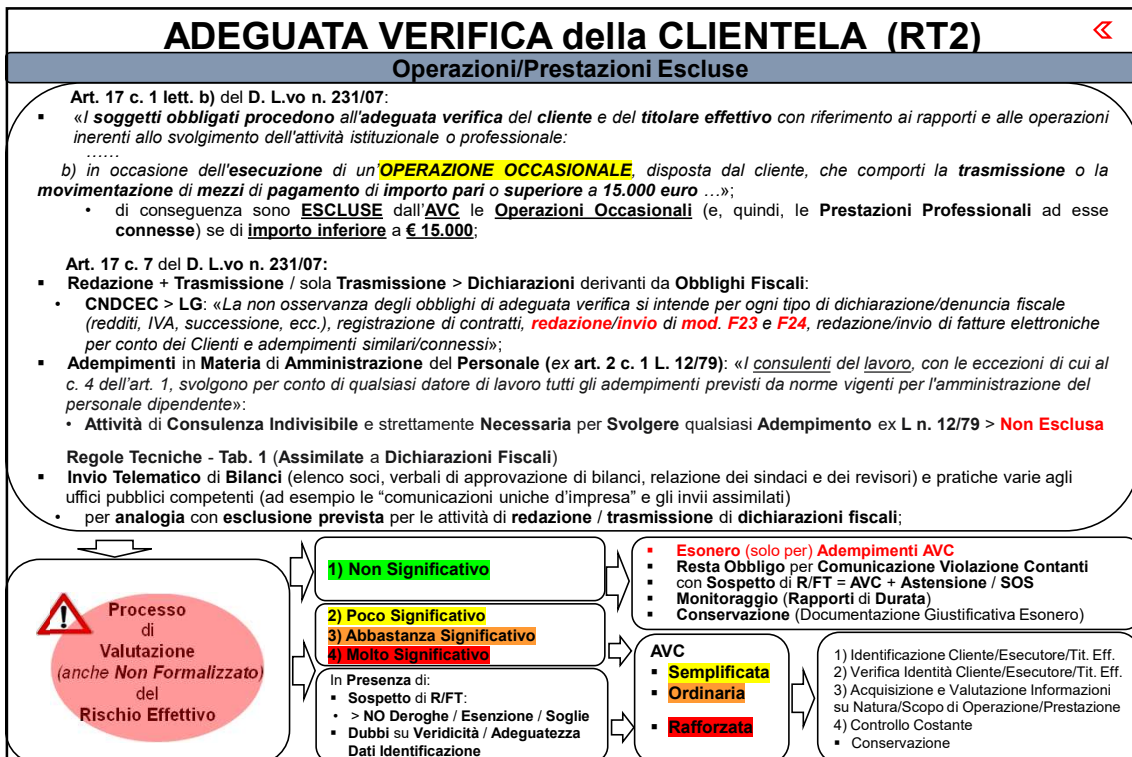 ADEGUATA VERIFICA della CLIENTELA (RT2)
Operazioni/Prestazioni Escluse
Art. 17 c. 1 lett. b) del D. L.vo n. 231/07:
▪ «I soggetti obbligati procedono all'adeguata verifica del cliente e del titolare effettivo con riferimento ai rapporti e alle operazioni
inerenti allo svolgimento dell'attività istituzionale o professionale:
……
b) in occasione dell'esecuzione di un'OPERAZIONE OCCASIONALE, disposta dal cliente, che comporti la trasmissione o la
movimentazione di mezzi di pagamento di importo pari o superiore a 15.000 euro …»;
• di conseguenza sono ESCLUSE dall'AVC le Operazioni Occasionali (e, quindi, le Prestazioni Professionali ad esse
connesse) se di importo inferiore a € 15.000;
Art. 17 c. 7 del D. L.vo n. 231/07:
▪ Redazione + Trasmissione / sola Trasmissione > Dichiarazioni derivanti da Obblighi Fiscali:
• CNDCEC > LG: «La non osservanza degli obblighi di adeguata verifica si intende per ogni tipo di dichiarazione/denuncia fiscale
(redditi, IVA, successione, ecc.), registrazione di contratti, redazione/invio di mod. F23 e F24, redazione/invio di fatture elettroniche
per conto dei Clienti e adempimenti similari/connessi»;
▪ Adempimenti in Materia di Amministrazione del Personale (ex art. 2 c. 1 L. 12/79): «I consulenti del lavoro, con le eccezioni di cui al
c. 4 dell'art. 1, svolgono per conto di qualsiasi datore di lavoro tutti gli adempimenti previsti da norme vigenti per l'amministrazione del
personale dipendente»:
• Attività di Consulenza Indivisibile e strettamente Necessaria per Svolgere qualsiasi Adempimento ex L n. 12/79 > Non Esclusa
Regole Tecniche - Tab. 1 (Assimilate a Dichiarazioni Fiscali)
▪ Invio Telematico di Bilanci (elenco soci, verbali di approvazione di bilanci, relazione dei sindaci e dei revisori) e pratiche varie agli
uffici pubblici competenti (ad esempio le "comunicazioni uniche d'impresa" e gli invii assimilati)
• per analogia con esclusione prevista per le attività di redazione / trasmissione di dichiarazioni fiscali;
Processo
di
Valutazione
(anche Non Formalizzato)
del
Rischio Effettivo
1) Non Significativo
2) Poco Significativo
3) Abbastanza Significativo
4) Molto Significativo
In Presenza di:
▪ Sospetto di R/FT:
• > NO Deroghe / Esenzione / Soglie
▪ Dubbi su Veridicità / Adeguatezza
Dati Identificazione
▪ Esonero (solo per) Adempimenti AVC
▪ Resta Obbligo per Comunicazione Violazione Contanti
con Sospetto di R/FT = AVC + Astensione / SOS
▪ Monitoraggio (Rapporti di Durata)
▪ Conservazione (Documentazione Giustificativa Esonero)
AVC
▪ Semplificata
▪ Ordinaria
▪ Rafforzata
1) Identificazione Cliente/Esecutore/Tit. Eff.
2) Verifica Identità Cliente/Esecutore/Tit. Eff.
3) Acquisizione e Valutazione Informazioni
su Natura/Scopo di Operazione/Prestazione
4) Controllo Costante
▪ Conservazione